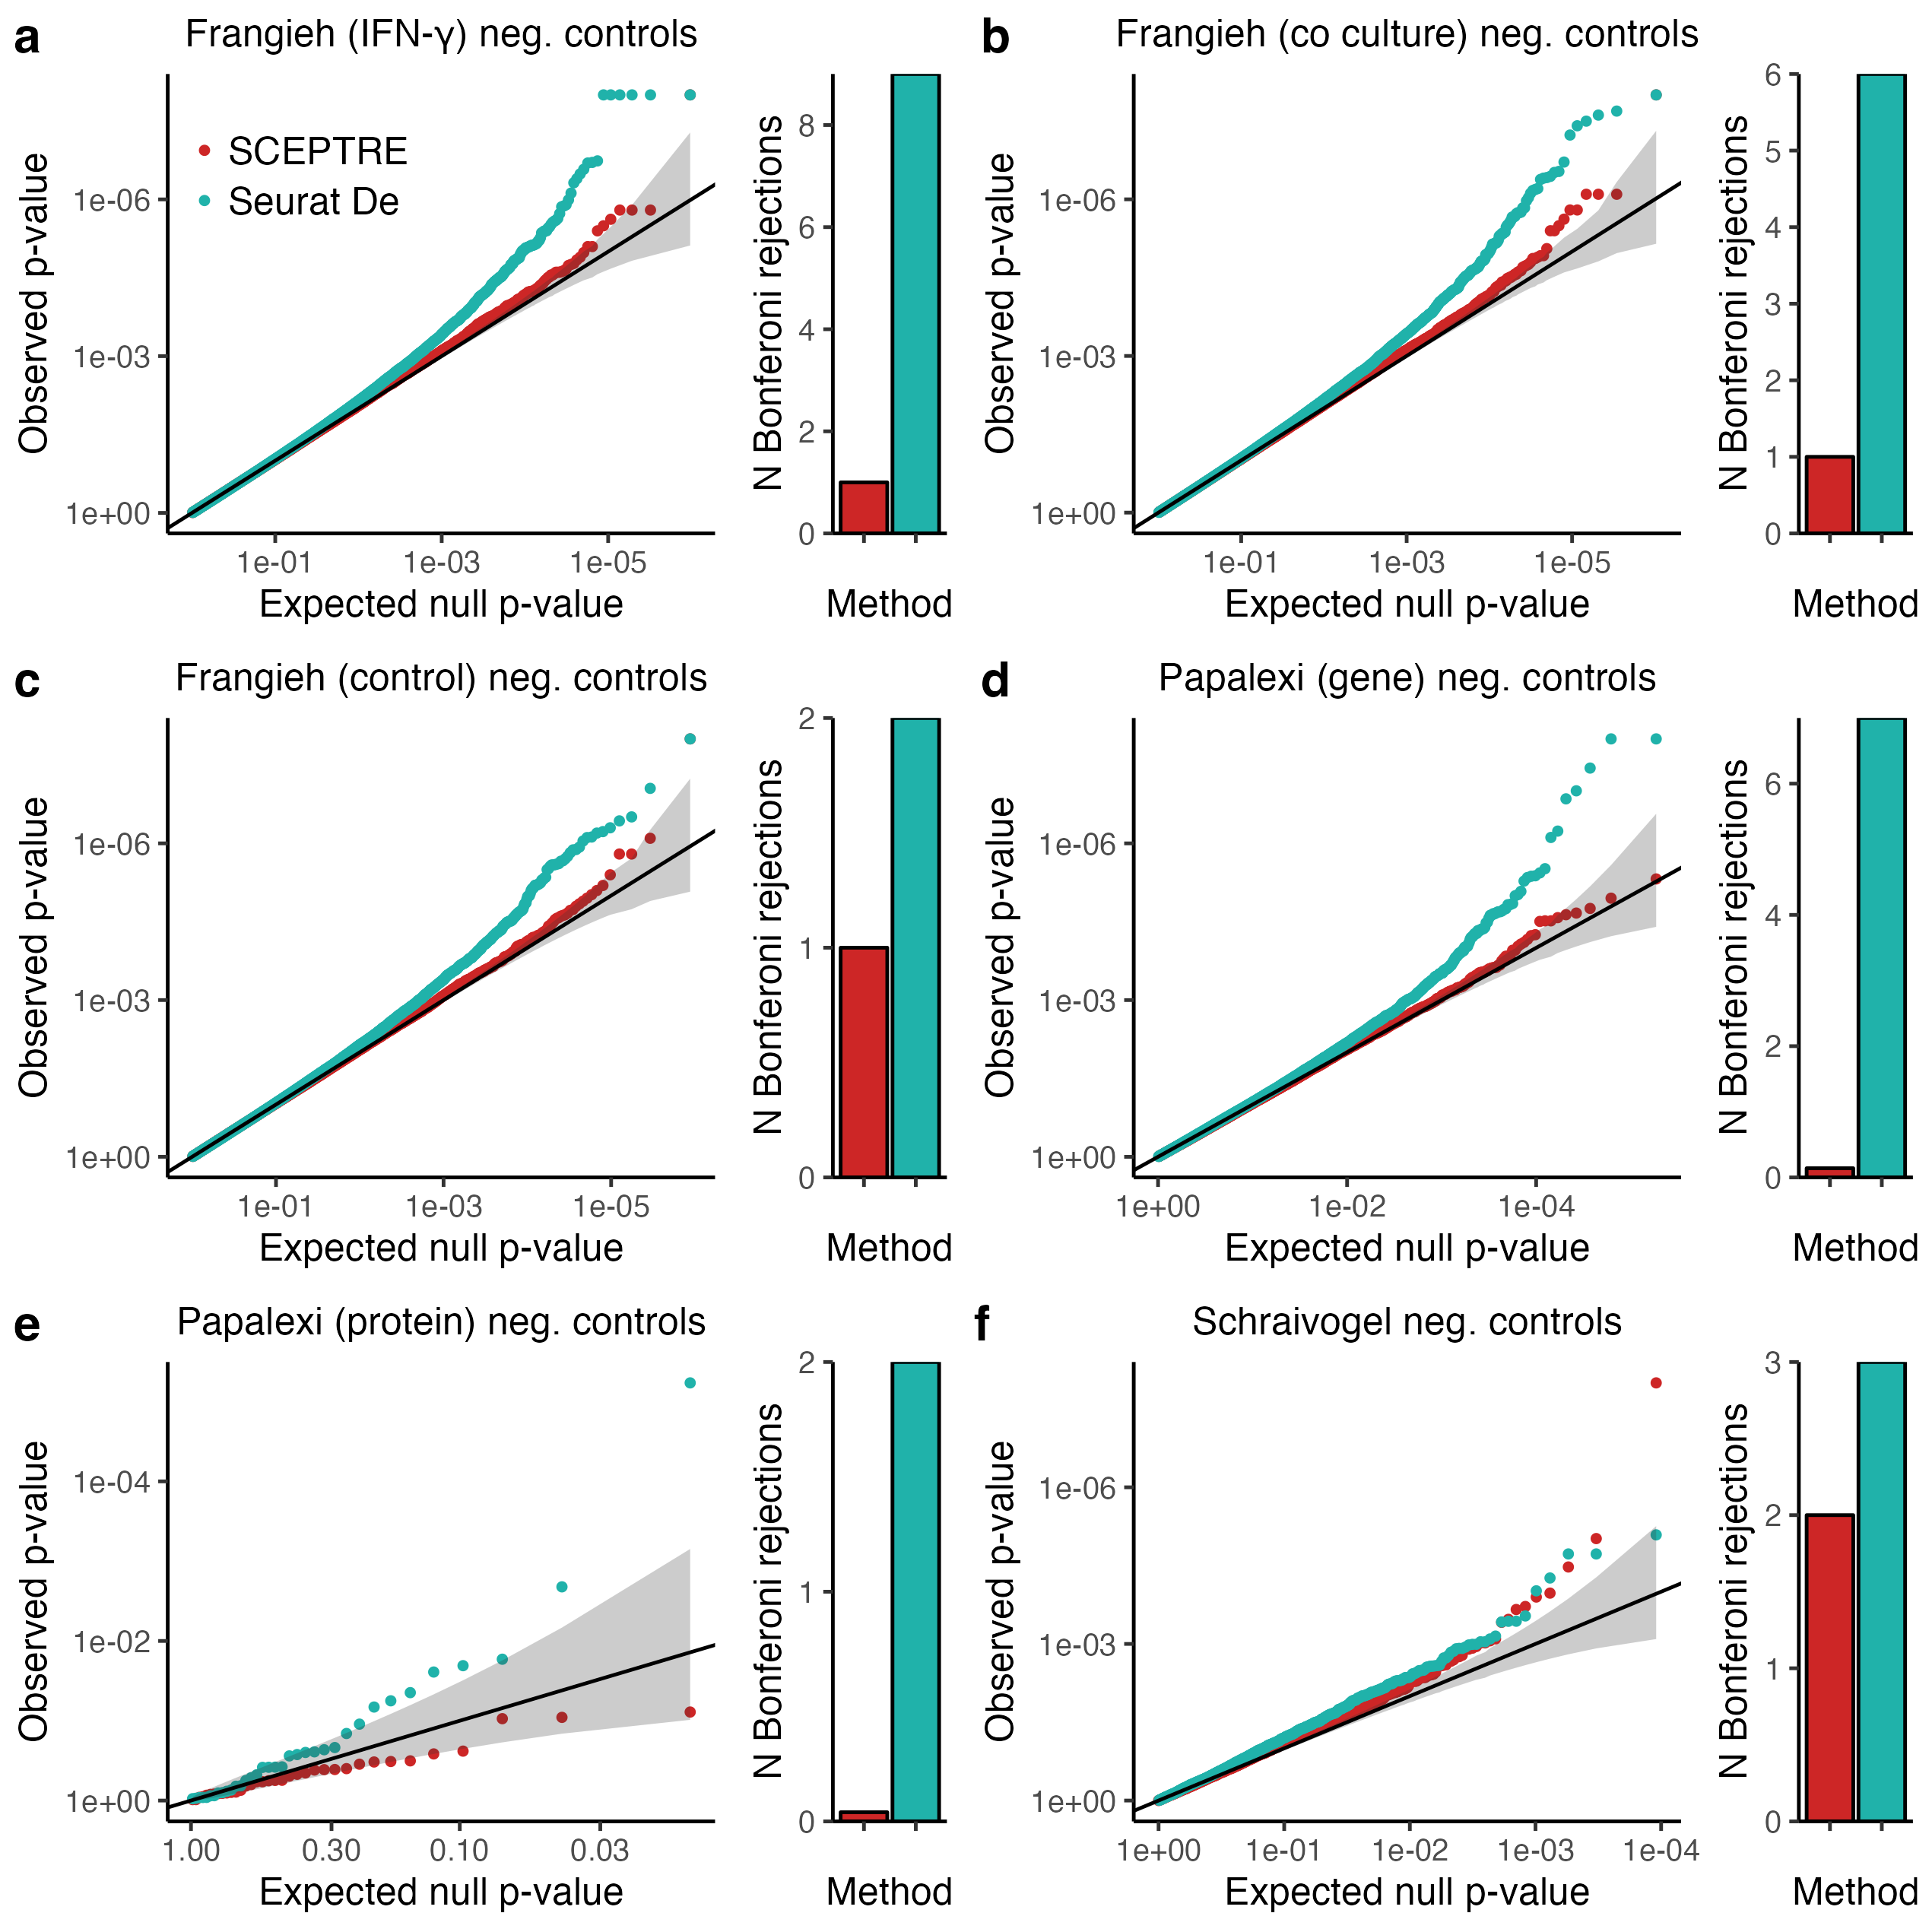 a
Frangieh (IFN-γ) neg. controls
Observed p-value
1e-06
1e-03
1e+00
SCEPTRE
Seurat De
1e-01
1e-03
1e-05
Expected null p-value
N Bonferoni rejections
8
6
4
2
0
Method
b
Frangieh (co culture) neg. controls
Observed p-value
1e-06
1e-03
1e+00
1e-01
1e-03
1e-05
Expected null p-value
N Bonferoni rejections
6
5
4
3
2
1
0
Method
c
Frangieh (control) neg. controls
Observed p-value
1e-06
1e-03
1e+00
1e-01
1e-03
1e-05
Expected null p-value
N Bonferoni rejections
2
1
0
Method
d
Papalexi (gene) neg. controls
Observed p-value
1e-06
1e-03
1e+00
1e+00
1e-02
1e-04
Expected null p-value
N Bonferoni rejections
6
4
2
0
Method
e
Papalexi (protein) neg. controls
Observed p-value
1e-04
1e-02
1e+00
1.00
0.30
0.10
0.03
Expected null p-value
N Bonferoni rejections
2
1
0
Method
f
Schraivogel neg. controls
Observed p-value
1e-06
1e-03
1e+00
1e+00
1e-01
1e-02
1e-03
1e-04
Expected null p-value
N Bonferoni rejections
3
2
1
0
Method